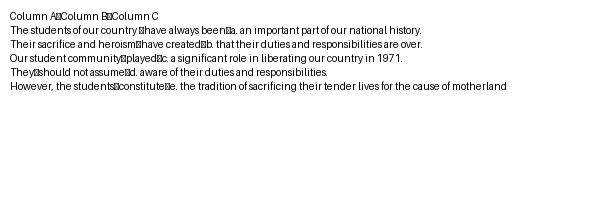 Column A	Column B	Column C
The students of our country	have always been	a. an important part of our national history.
Their sacrifice and heroism	have created	b. that their duties and responsibilities are over.
Our student community	played	c. a significant role in liberating our country in 1971.
They	should not assume	d. aware of their duties and responsibilities.
However, the students	constitute	e. the tradition of sacrificing their tender lives for the cause of motherland